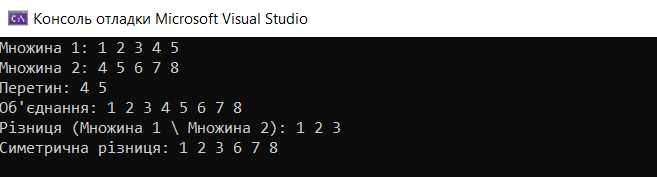 Консоль отладки Microsoft Visual Studio
Множина 1: 1 2 3 4 5
Множина 2: 4 5 6 7 8
Перетин: 4 5
Об'єднання: 1 2 3 4 5 6 7 8
Різниця (Множина 1 \ Множина 2): 1 2 3
Симетрична різниця: 1 2 3 6 7 8